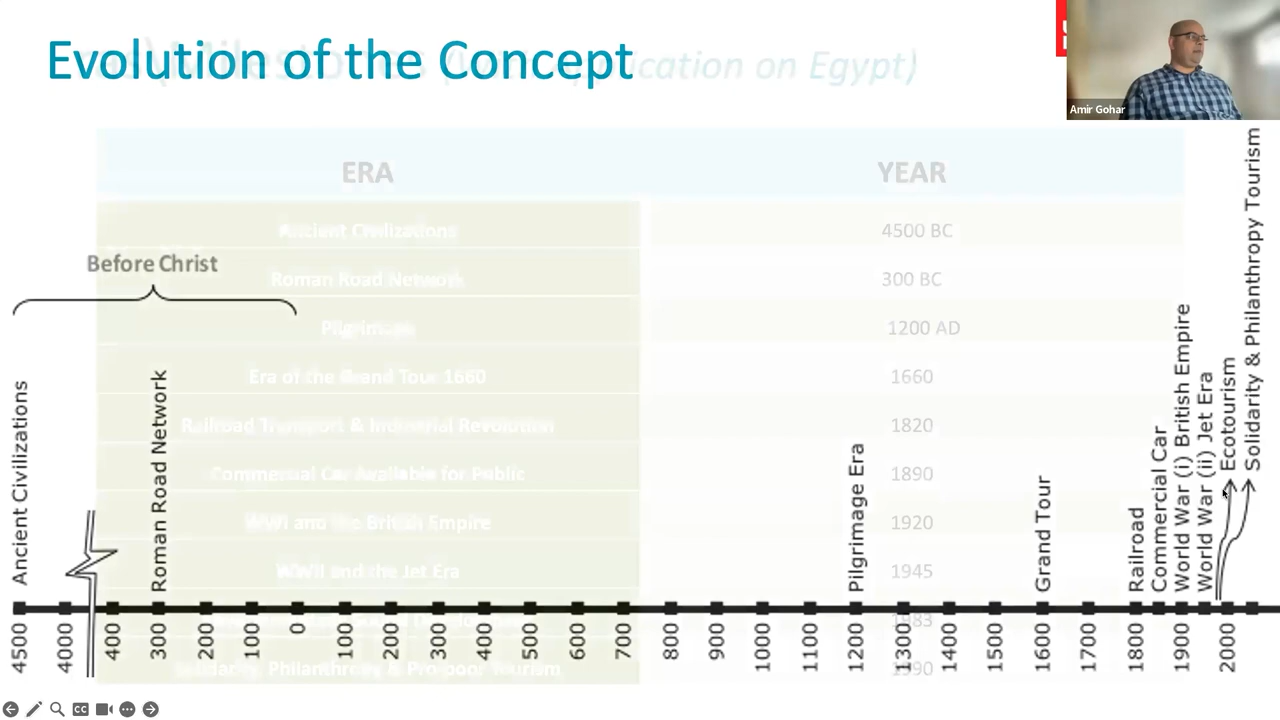 Evolution of the Concept
cation on Egypt)
Amir Gohar
ERA YEAR
Ancient Civilizations 4500 BC
Roman Road Network 300 BC
Pilgrimage 1200 AD
Era of the Grand Tour 1660 1660
Railroad Transport & Industrial Revolution 1820
Commercial Car Available for Public 1890
WWI and the British Empire 1920
WWII and the Jet Era 1945
1983
Philanthropy & Pro-poor Tourism 1990
Before Christ
Ancient Civilizations
Roman Road Network
Pilgrimage Era
Grand Tour
Railroad
Commercial Car
World War (i) British Empire
World War (ii) Jet Era
Ecotourism
Solidarity & Philanthropy Tourism
4500 4000 400 300 200 100 0 100 200 300 400 500 600 700 800 900 1000 1100 1200 1300 1400 1500 1600 1700 1800 1900 2000
CC